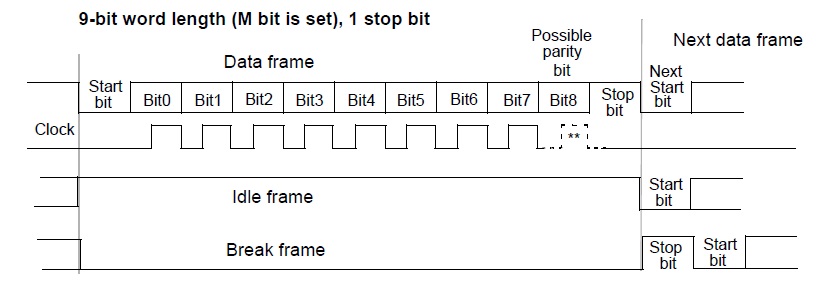 9-bit word length (M bit is set), 1 stop bit
Possible
parity
bit
Data frame
Next data frame
Start
bit
Bit0
Bit1
Bit2
Bit3
Bit4
Bit5
Bit6
Bit7
Bit8
Stop
bit
Next
Start
bit
Clock
**
Idle frame
Start
bit
Break frame
Stop
bit
Start
bit